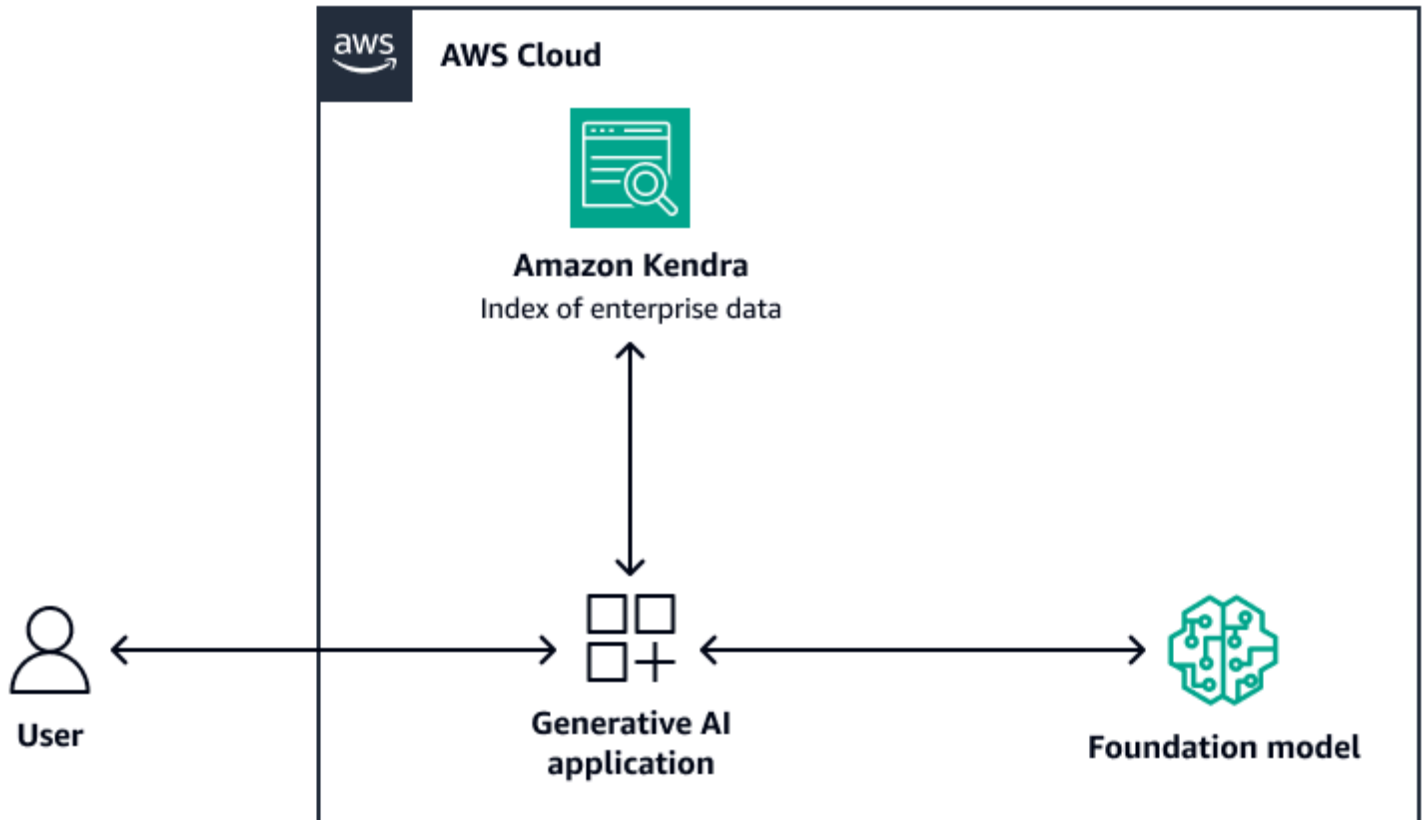 aws
AWS Cloud
Amazon Kendra
Index of enterprise data
User
Generative AI
application
Foundation model